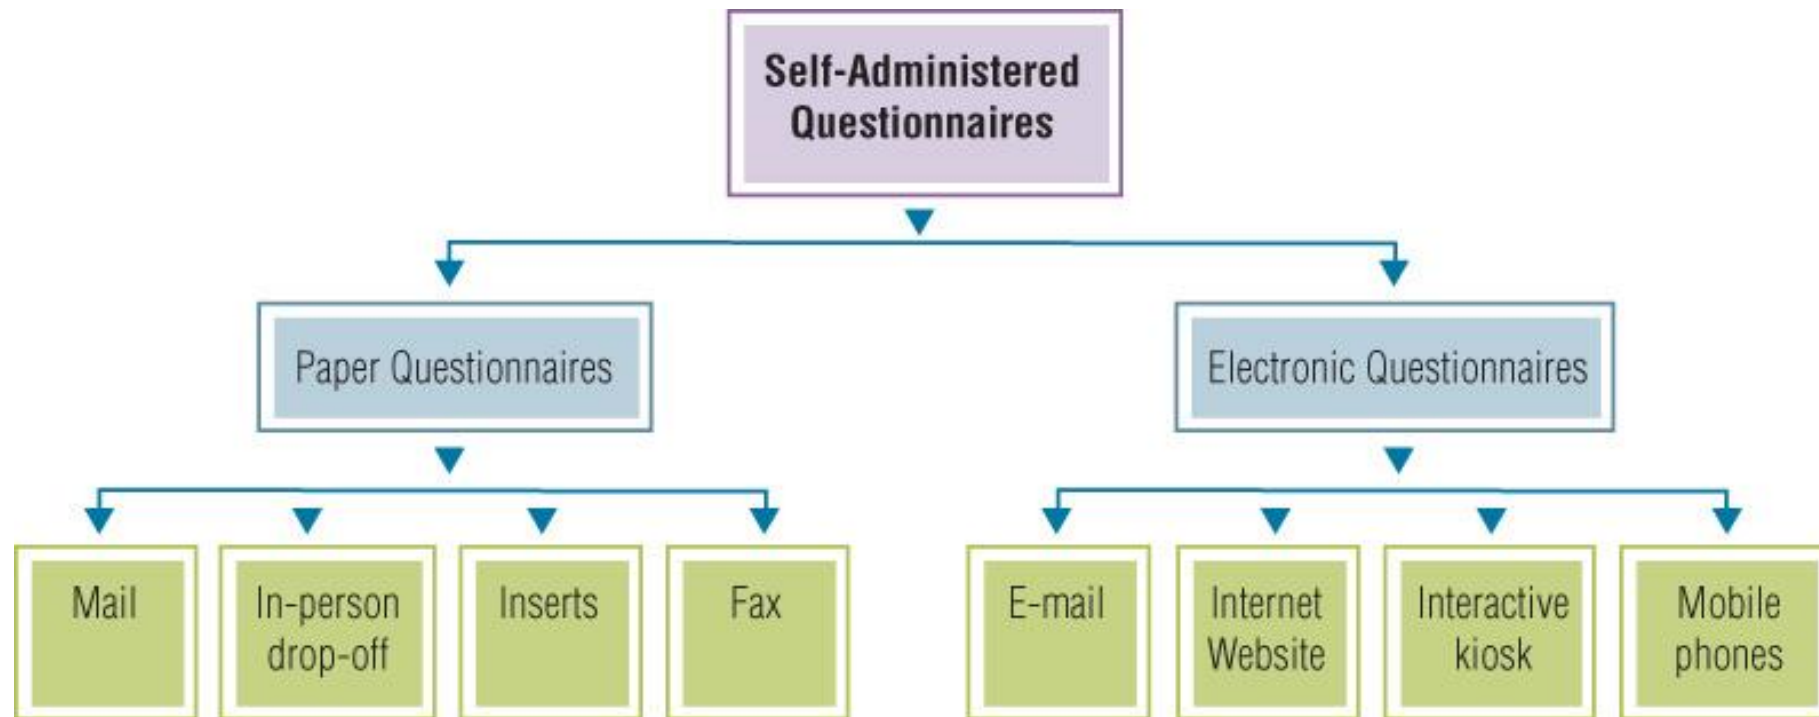 Self-Administered
Questionnaires
Paper Questionnaires
Electronic Questionnaires
Mail
In-person
drop-off
Inserts
Fax
E-mail
Internet
Website
Interactive
kiosk
Mobile
phones